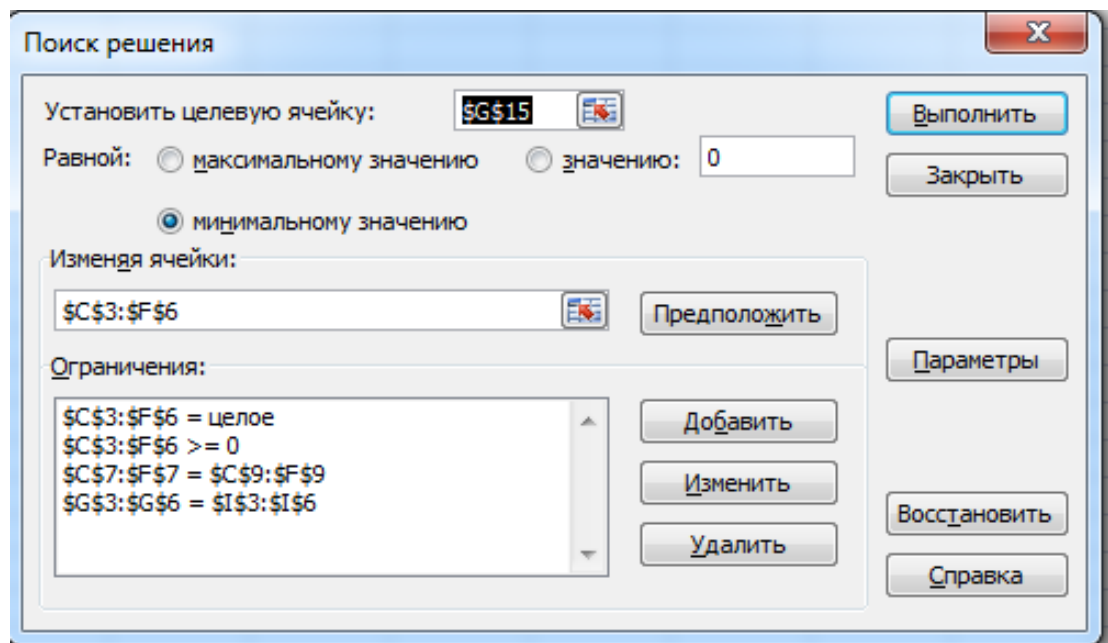 Поиск решения
Установить целевую ячейку: $G$15
Выполнить
Равной: максимальному значению значению: 0
Закрыть
минимальному значению
Изменяя ячейки:
$C$3:$F$6 Предположить
Ограничения:
Параметры
$C$3:$F$6 = целое
$C$3:$F$6 >= 0
$C$7:$F$7 = $C$9:$F$9
$G$3:$G$6 = $I$3:$I$6
Добавить
Изменить
Удалить
Восстановить
Справка